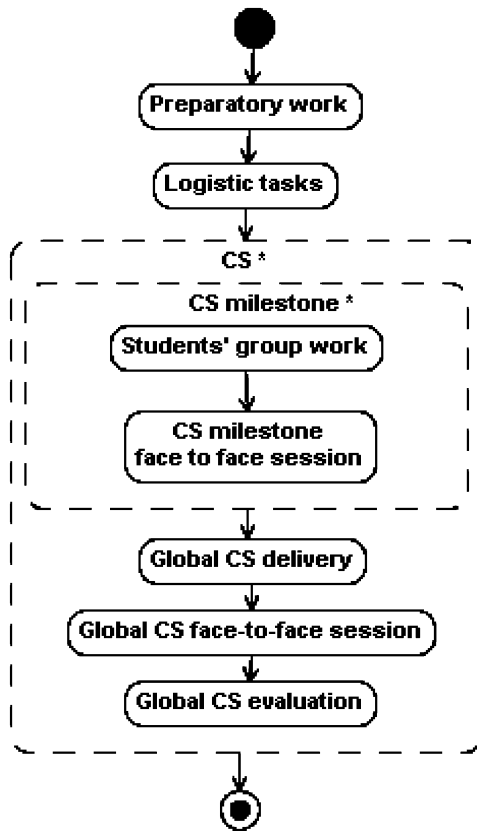 Preparatory work
Logistic tasks
CS *
CS milestone *
Students' group work
CS milestone
face to face session
Global CS delivery
Global CS face-to-face session
Global CS evaluation